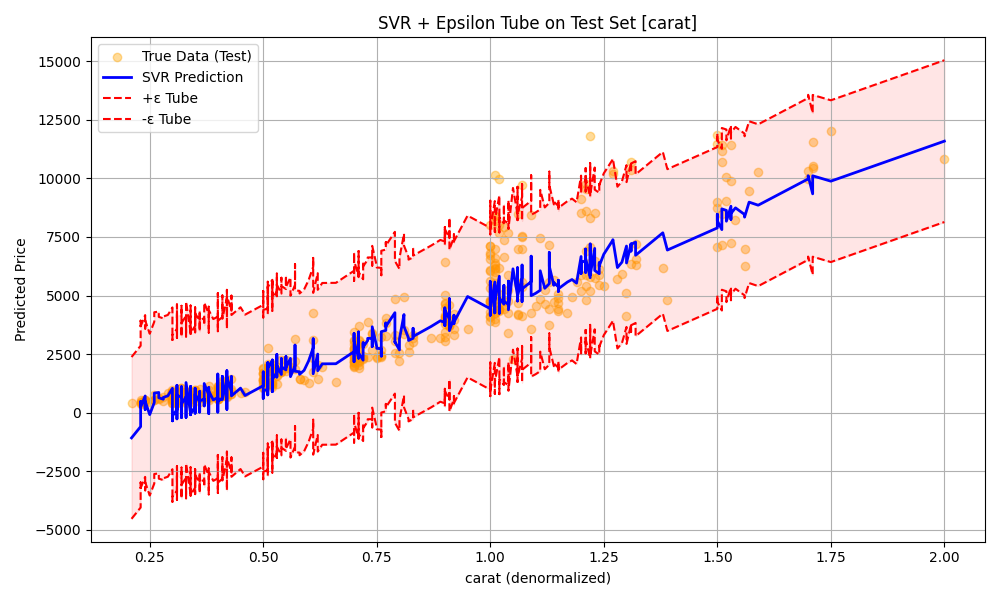 SVR + Epsilon Tube on Test Set [carat]
True Data (Test)
SVR Prediction
+ε Tube
-ε Tube
Predicted Price
15000
12500
10000
7500
5000
2500
0
−2500
−5000
0.25 0.50 0.75 1.00 1.25 1.50 1.75 2.00
carat (denormalized)